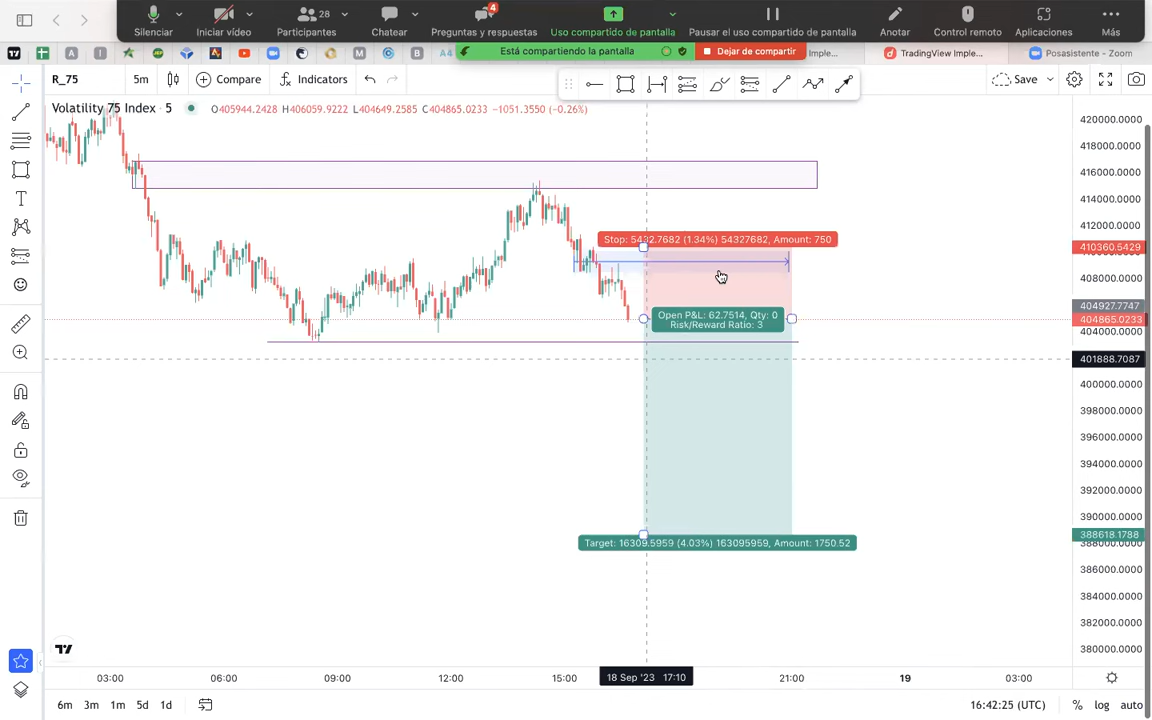 28
4
Silenciar
Iniciar vídeo
Participantes
Chatear
Preguntas y respuestas
Uso compartido de pantalla
Pausar el uso compartido de pantalla
Anotar
Control remoto
Aplicaciones
Más
A4
Está compartiendo la pantalla
Dejar de compartir
Imple...
TradingView Imple...
Posasistente - Zoom
R_75
5m
Compare
Indicators
Save
Volatility 75 Index · 5
O405944.2428 H406059.9222 L404649.2585 C404865.0233 −1051.3550 (−0.26%)
420000.0000
418000.0000
416000.0000
414000.0000
412000.0000
Stop: 5432.7682 (1.34%) 54327682, Amount: 750
410360.5429
408000.0000
404927.7747
Open P&L: 62.7514, Qty: 0
Risk/Reward Ratio: 3
404865.0233
404000.0000
401888.7087
400000.0000
398000.0000
396000.0000
394000.0000
392000.0000
390000.0000
388618.1788
Target: 16309.5959 (4.03%) 163095959, Amount: 1750.52
388000.0000
386000.0000
384000.0000
382000.0000
380000.0000
03:00
06:00
09:00
12:00
15:00
18 Sep '23 17:10
21:00
19
03:00
6m
3m
1m
5d
1d
16:42:25 (UTC)
%
log
auto